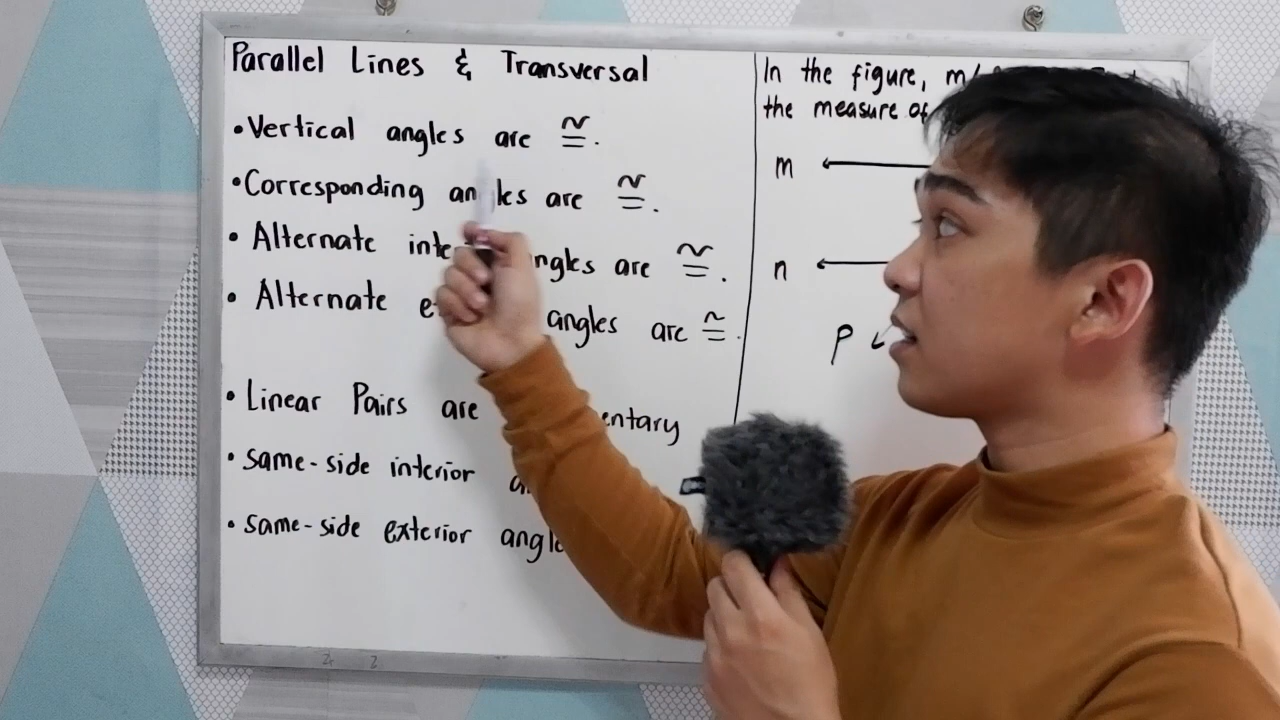 Parallel Lines & Transversal
• Vertical angles are ≅.
• Corresponding angles are ≅.
• Alternate angles are ≅.
• Alternate angles are ≅.
• Linear Pairs are
• same-side interior
• same-side exterior
In the figure,
the measure of
m
n
P